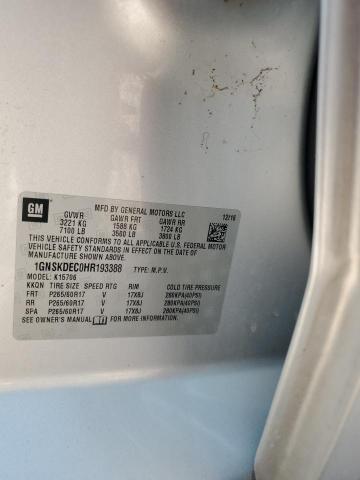 GM
MFD BY GENERAL MOTORS LLC
12/16
GVWR GAWR FRT GAWR RR
3221 KG 1588 KG 1724 KG
7100 LB 3500 LB 3800 LB
THIS VEHICLE CONFORMS TO ALL APPLICABLE U.S. FEDERAL MOTOR
VEHICLE SAFETY STANDARDS IN EFFECT ON THE DATE OF
MANUFACTURE SHOWN ABOVE.
1GNSKDEC0HR193388 TYPE: M.P.V.
MODEL: K15706
KKQN TIRE SIZE SPEED RTG RIM COLD TIRE PRESSURE
FRT P265/60R17 V 17X8J 280KPA(40PSI)
RR P265/60R17 V 17X8J 280KPA(40PSI)
SPA P265/60R17 V 17X8J 280KPA(40PSI)
SEE OWNER'S MANUAL FOR MORE INFORMATION.